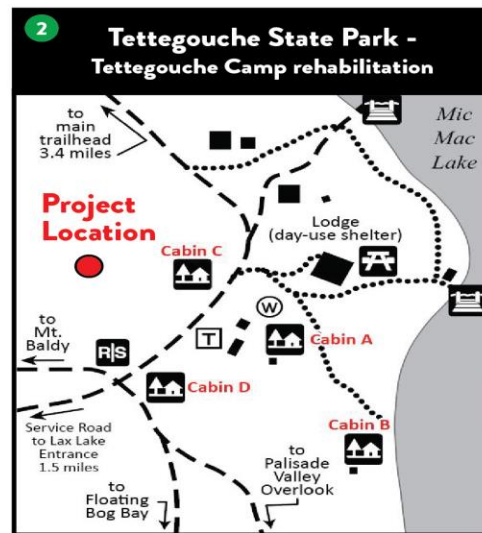 2
Tettegouche State Park -
Tettegouche Camp rehabilitation
to
main
trailhead
3.4 miles
Mic
Mac
Lake
Project
Location
Lodge
(day-use shelter)
Cabin C
W
to
Mt.
Baldy
R|S
T
Cabin A
Cabin D
Service Road
to Lax Lake
Entrance
1.5 miles
Cabin B
to
Floating
Bog Bay
to
Palisade
Valley
Overlook